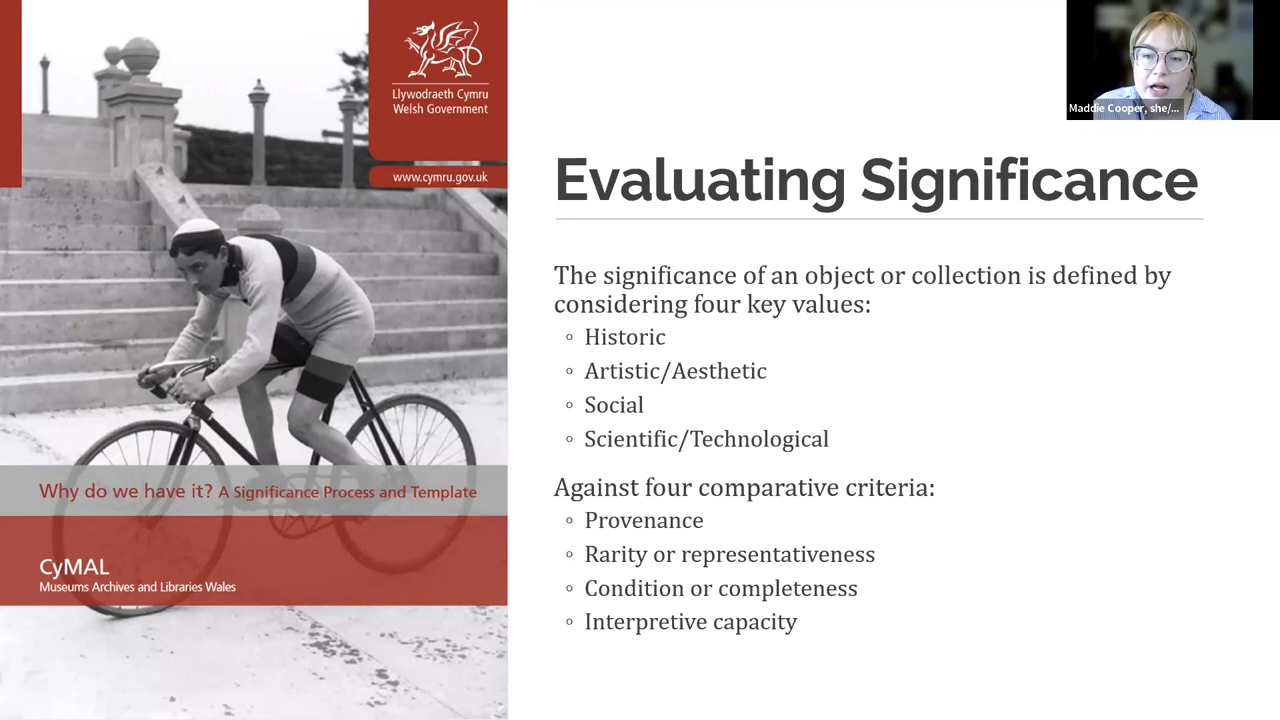 Llywodraeth Cymru
Welsh Government
www.cymru.gov.uk
Why do we have it? A Significance Process and Template
CyMAL
Museums Archives and Libraries Wales
Maddie Cooper, she/...
Evaluating Significance
The significance of an object or collection is defined by
considering four key values:
◦ Historic
◦ Artistic/Aesthetic
◦ Social
◦ Scientific/Technological
Against four comparative criteria:
◦ Provenance
◦ Rarity or representativeness
◦ Condition or completeness
◦ Interpretive capacity